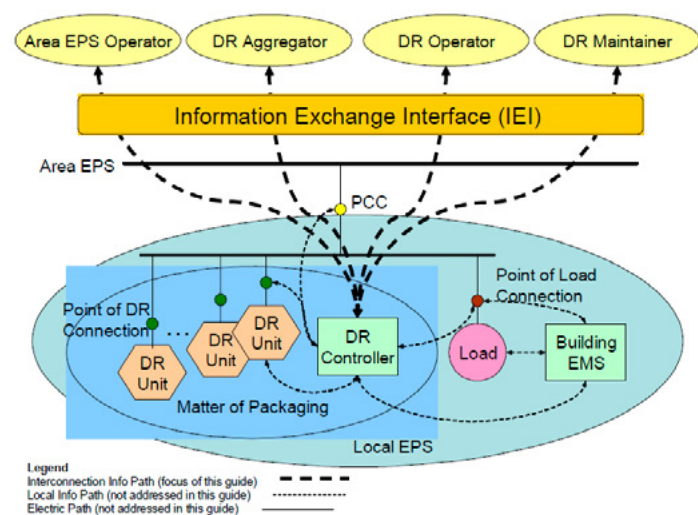 Area EPS Operator
DR Aggregator
DR Operator
DR Maintainer
Information Exchange Interface (IEI)
Area EPS
PCC
Point of DR
Connection
Point of Load
Connection
...
DR
Unit
DR
Unit
DR
Unit
DR
Controller
Load
Building
EMS
Matter of Packaging
Local EPS
Legend
Interconnection Info Path (focus of this guide)
Local Info Path (not addressed in this guide)
Electric Path (not addressed in this guide)